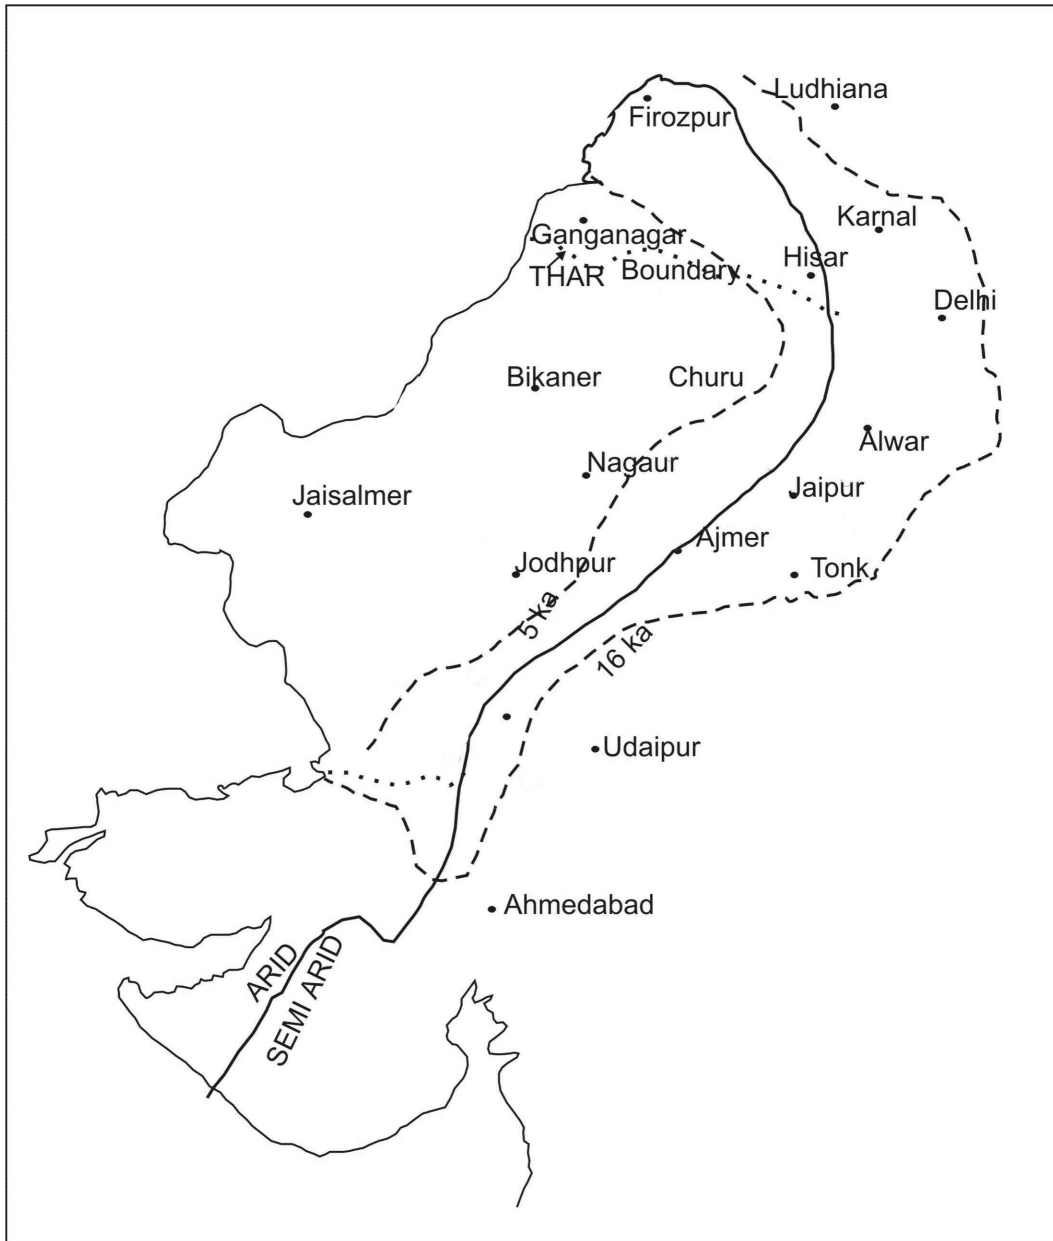 Ludhiana
Firozpur
Karnal
Ganganagar
Hisar
THAR Boundary
Delhi
Bikaner
Churu
Alwar
Nagaur
Jaipur
Jaisalmer
Ajmer
Jodhpur
Tonk
5 ka
16 ka
Udaipur
Ahmedabad
ARID
SEMI ARID